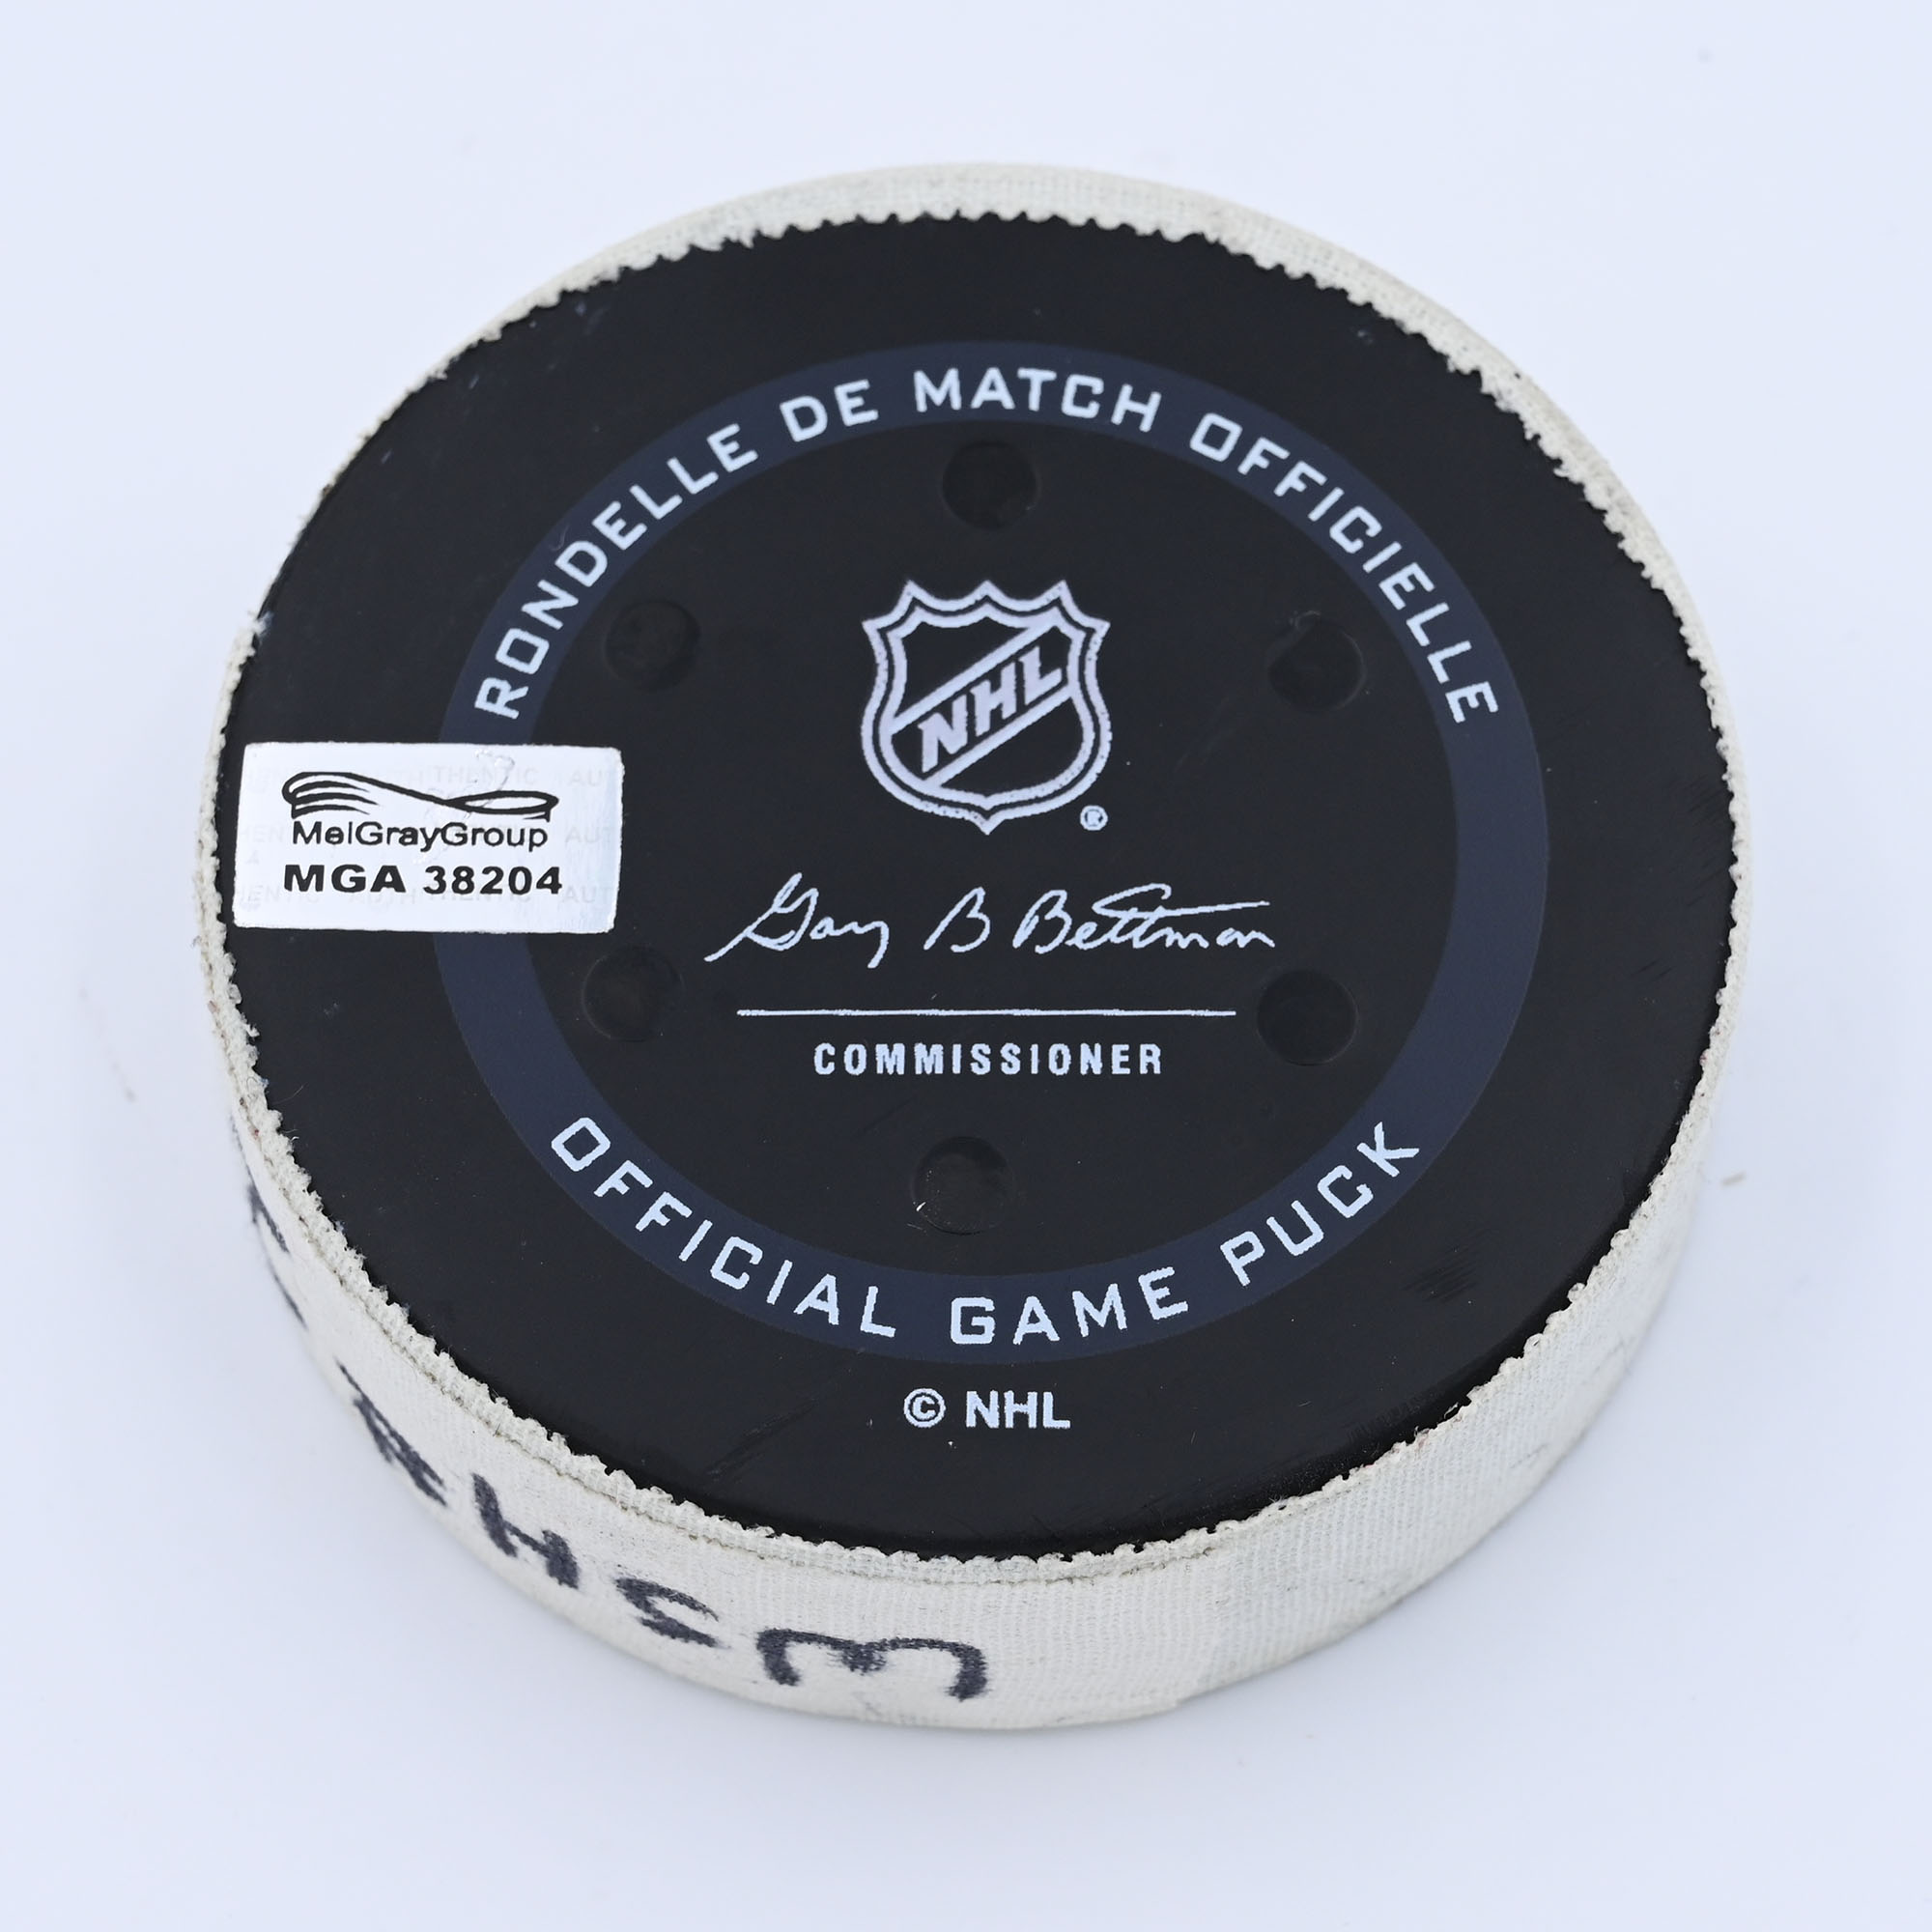 RONDELLE DE MATCH OFFICIELLE
NHL
®
MelGrayGroup
MGA 38204
Gary B Bettman
COMMISSIONER
OFFICIAL GAME PUCK
© NHL